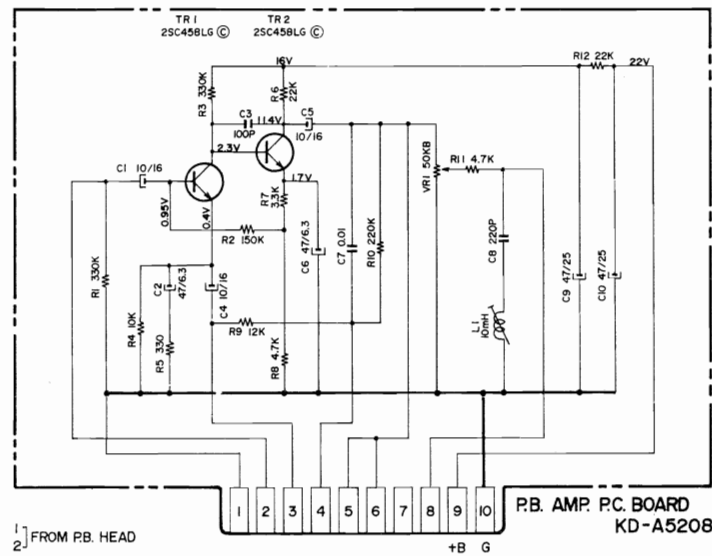 TR 1 TR 2
2SC458LG Ⓒ 2SC458LG Ⓒ
16V
R12 22K
22V
R3 330K
R6 22K
C3
100P
11.4V
C5
10/16
2.3V
C1 10/16
0.95V
0.4V
1.7V
R7 3.3K
VR1 50KB
R11 4.7K
R2 150K
C6 47/6.3
C7 0.01
R10 220K
C8 220P
R1 330K
C2 47/6.3
C4 10/16
C9 47/25
C10 47/25
R4 10K
R5 330
R9 12K
R8 4.7K
L1 10mH
1 2 3 4 5 6 7 8 9 10
P.B. AMP. P.C. BOARD
KD-A5208
1
2 ] FROM P.B. HEAD
+B G